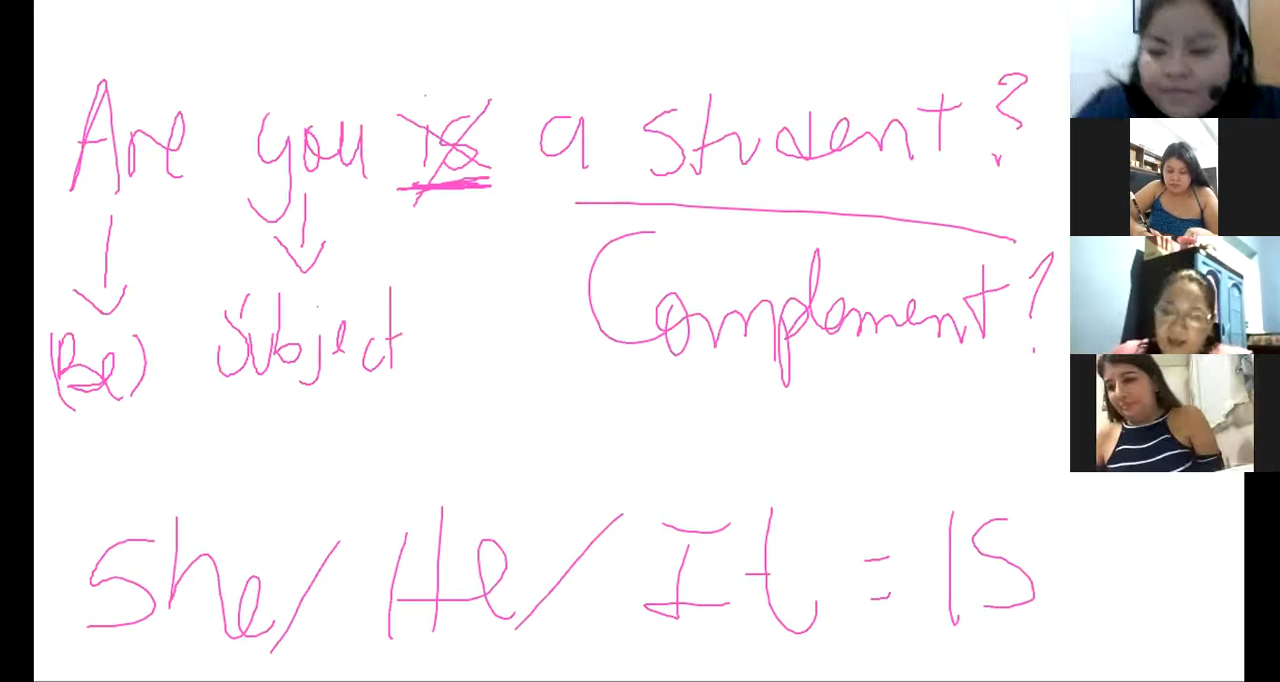 Are you is a student?
(Be) Subject Complement?
She/ He/ It = IS